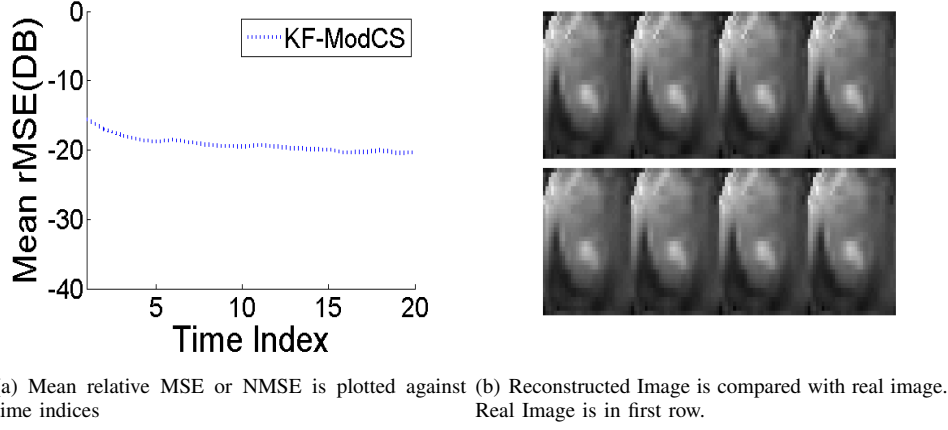 0
-10
-20
-30
-40
Mean rMSE(DB)
KF-ModCS
5 10 15 20
Time Index
a) Mean relative MSE or NMSE is plotted against
ime indices
(b) Reconstructed Image is compared with real image.
Real Image is in first row.